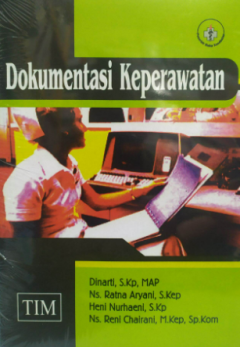 Dokumentasi Keperawatan
Dinarti, S.Kp, MAP
Ns. Ratna Aryani, S.Kep
Heni Nurhaeni, S.Kp
Ns. Reni Chairani, M.Kep, Sp.Kom
TIM